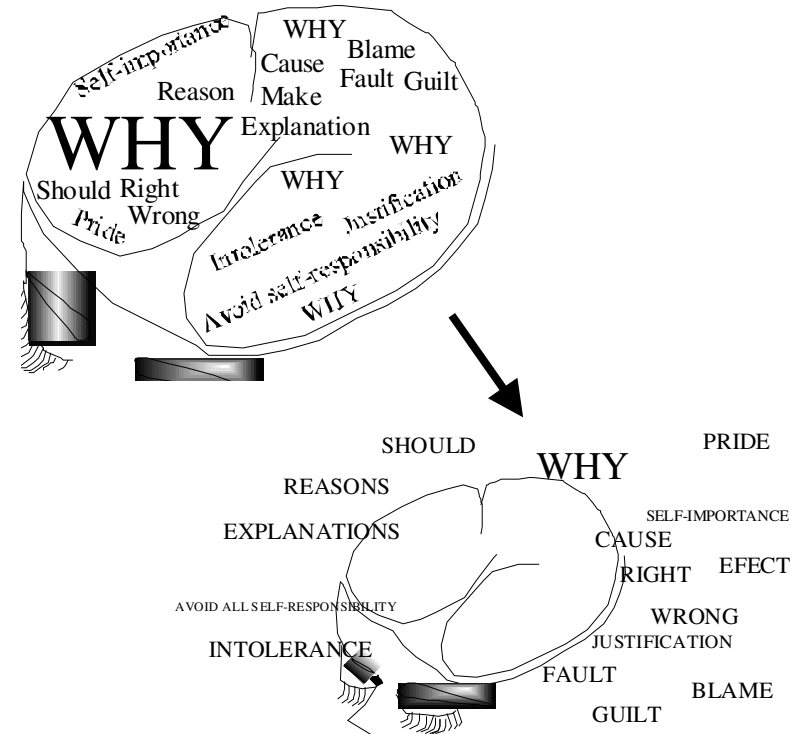 Self-importance
WHY
Blame
Cause
Fault Guilt
Reason
Make
WHY
Explanation
WHY
WHY
Should Right
Wrong
Pride
Justification
Intolerance
Avoid self-responsibility
WHY
SHOULD
PRIDE
WHY
REASONS
SELF-IMPORTANCE
EXPLANATIONS
CAUSE
EFECT
RIGHT
AVOID ALL SELF-RESPONSIBILITY
WRONG
JUSTIFICATION
INTOLERANCE
FAULT
BLAME
GUILT